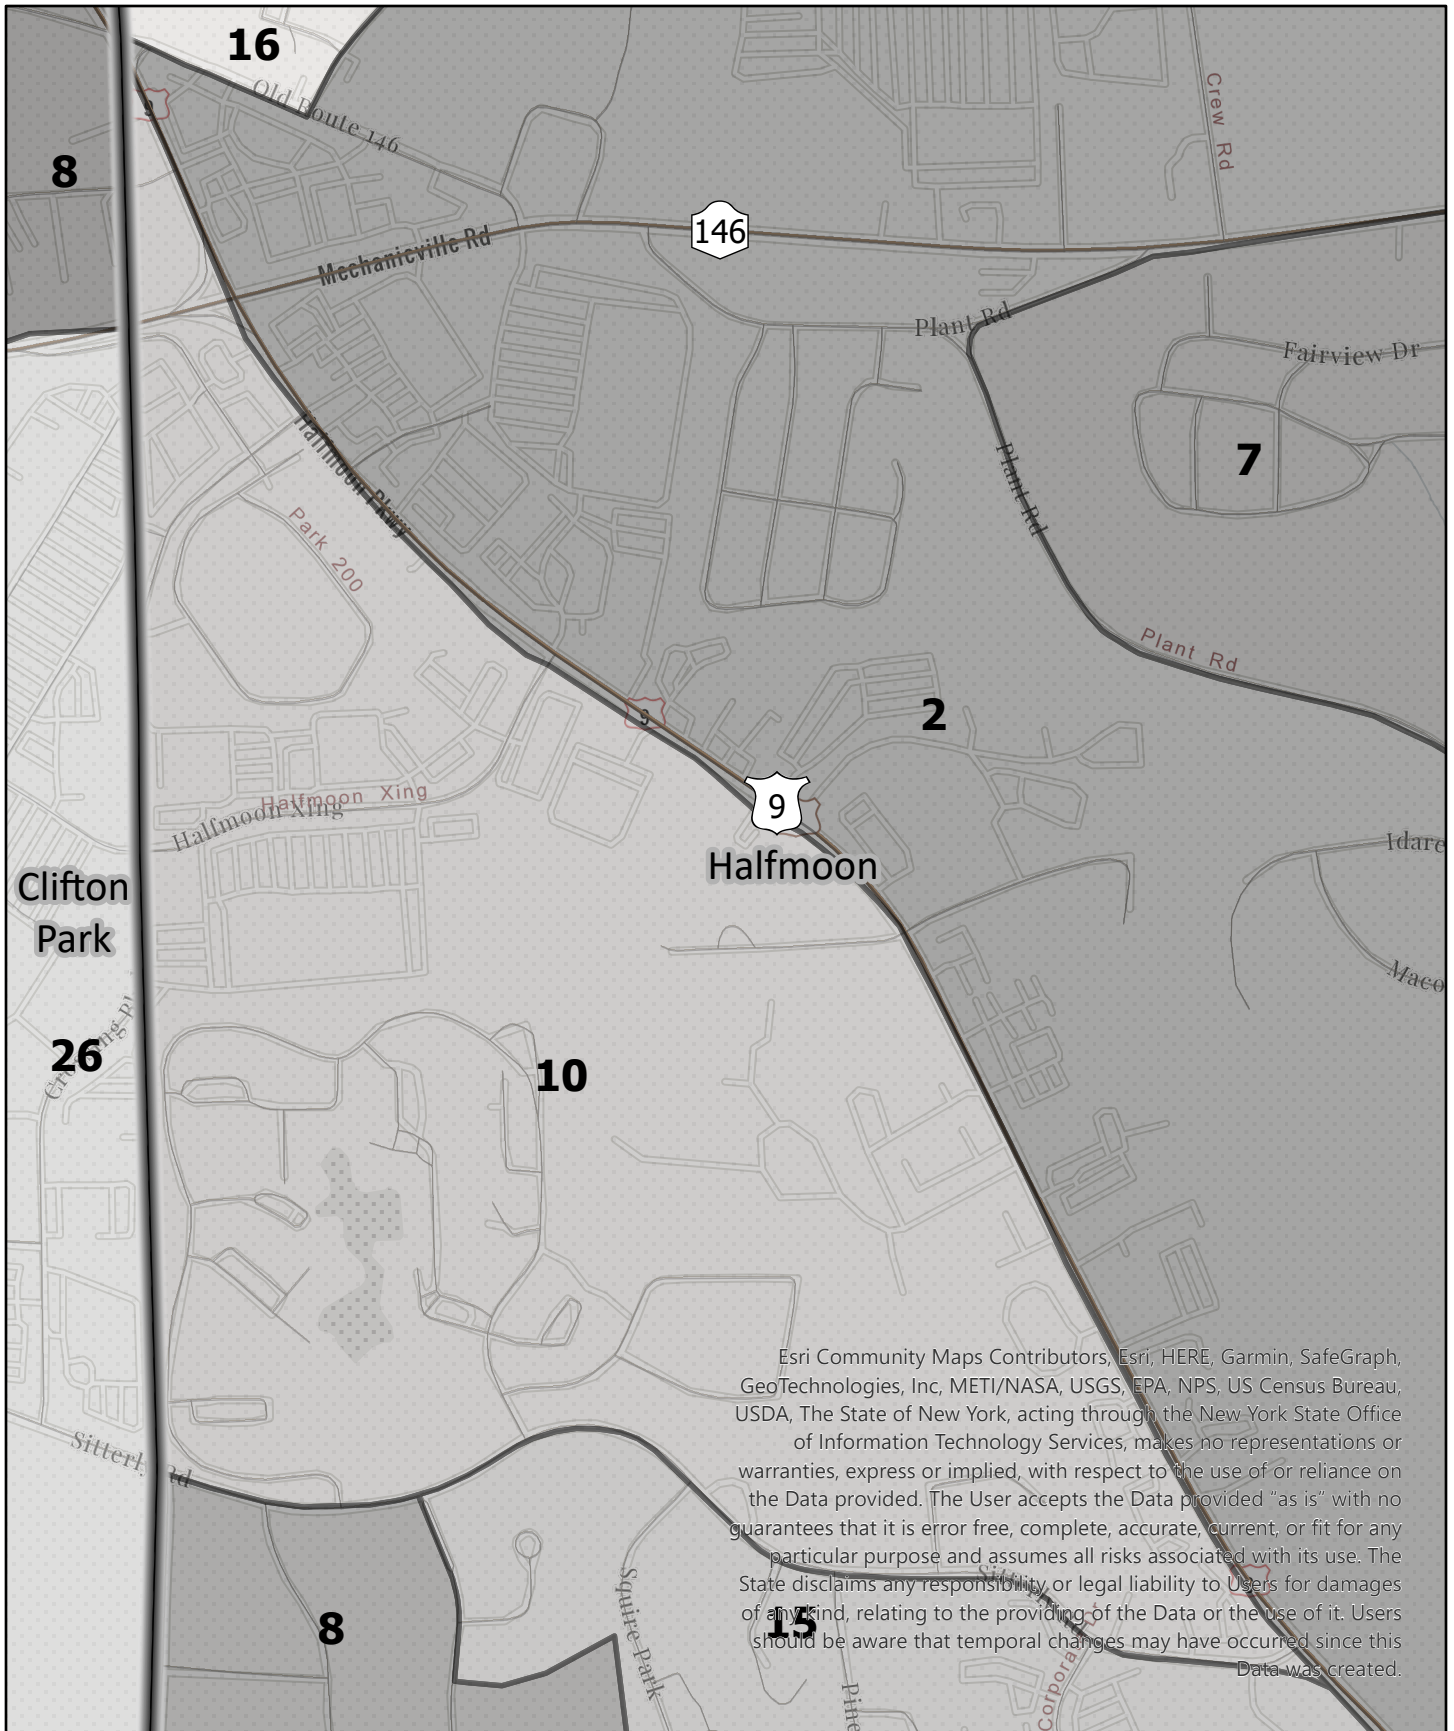 16
9
Old Route 146
Crew Rd
8
146
Mechanicville Rd
Plant Rd
Fairview Dr
Halfmoon Pkwy
7
Plant Rd
Park 200
Plant Rd
9
2
Halfmoon Xing
Halfmoon Xing
9
Halfmoon
Idare
Clifton
Park
Maco
26
10
Esri Community Maps Contributors, Esri, HERE, Garmin, SafeGraph,
GeoTechnologies, Inc, METI/NASA, USGS, EPA, NPS, US Census Bureau,
USDA, The State of New York, acting through the New York State Office
of Information Technology Services, makes no representations or
warranties, express or implied, with respect to the use of or reliance on
the Data provided. The User accepts the Data provided "as is" with no
guarantees that it is error free, complete, accurate, current, or fit for any
particular purpose and assumes all risks associated with its use. The
State disclaims any responsibility or legal liability to Users for damages
of any kind, relating to the providing of the Data or the use of it. Users
should be aware that temporal changes may have occurred since this
Data was created.
Sitterly Rd
8
Squire Park
15
Pine